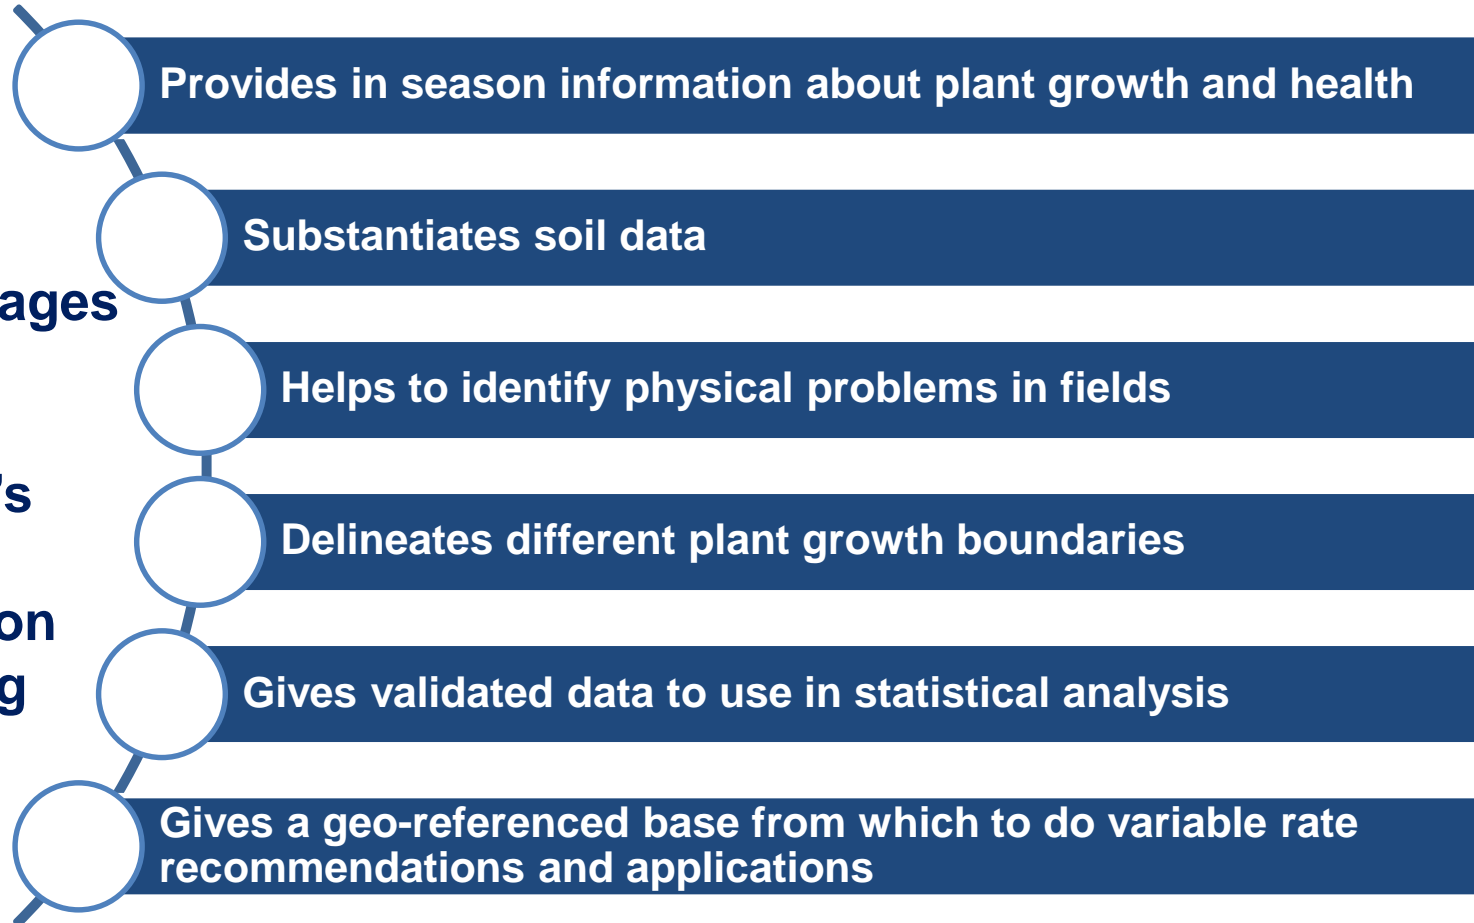 Provides in season information about plant growth and health
Substantiates soil data
ages
Helps to identify physical problems in fields
's
Delineates different plant growth boundaries
on
g
Gives validated data to use in statistical analysis
Gives a geo-referenced base from which to do variable rate
recommendations and applications